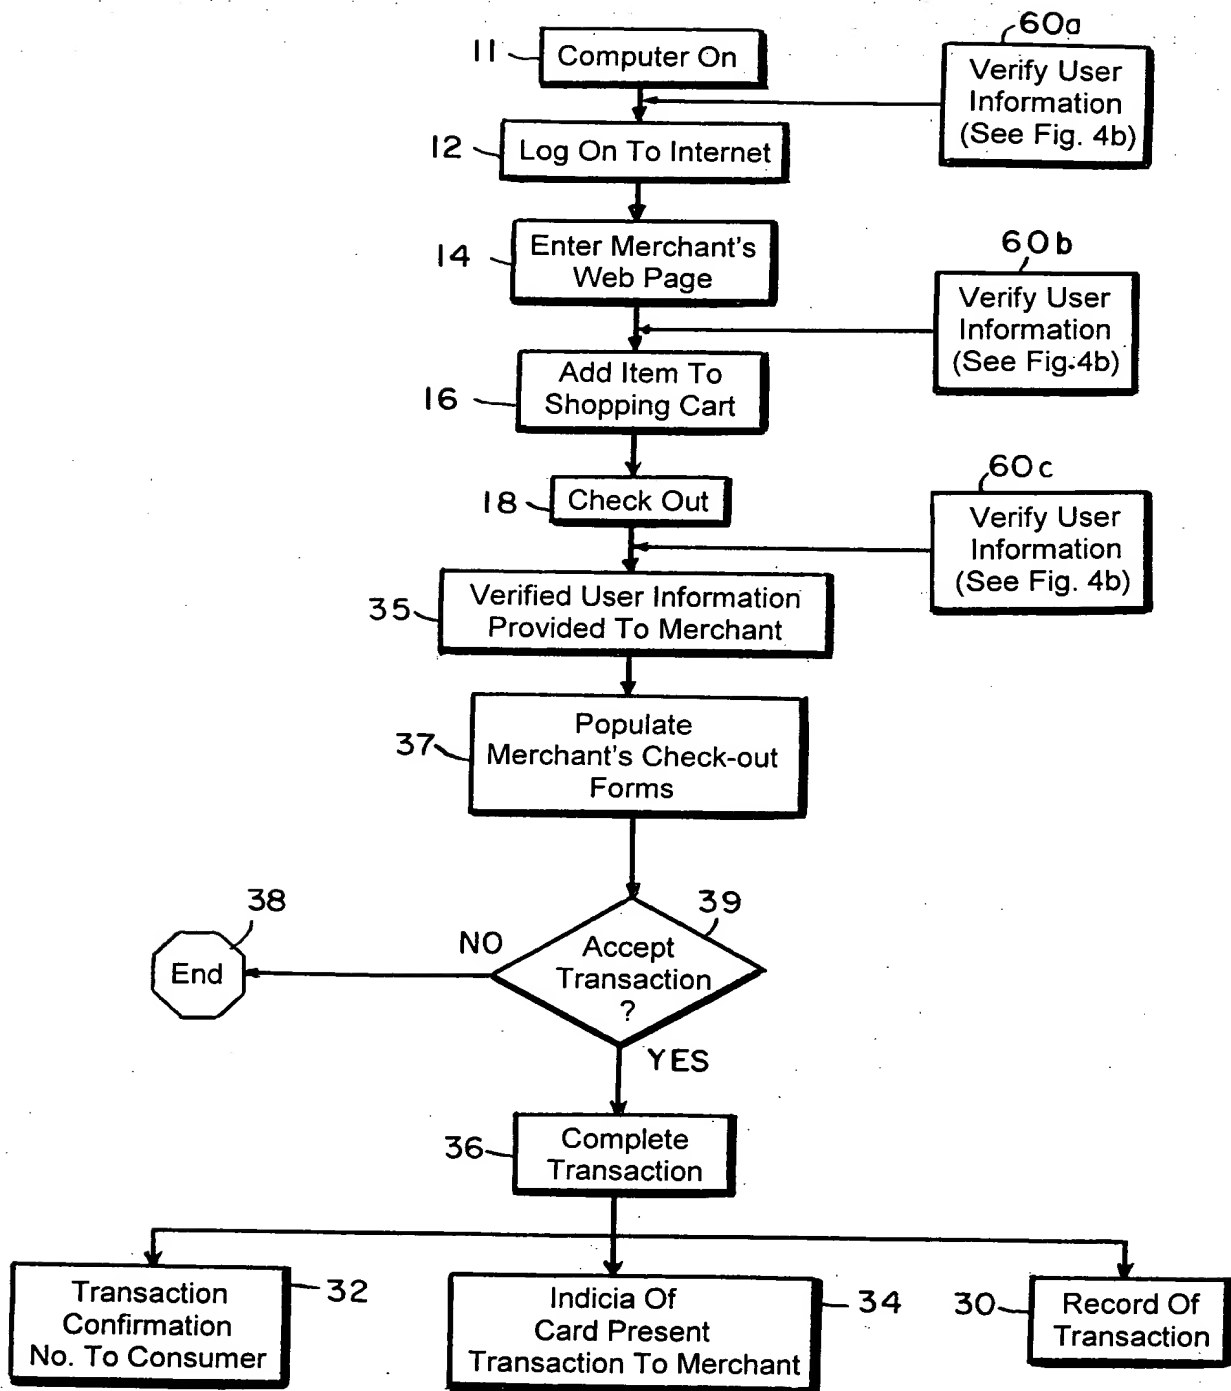 60a
11
Computer On
Verify User
Information
(See Fig. 4b)
12
Log On To Internet
14
Enter Merchant's
Web Page
60b
Verify User
Information
(See Fig. 4b)
16
Add Item To
Shopping Cart
60c
18
Check Out
Verify User
Information
(See Fig. 4b)
35
Verified User Information
Provided To Merchant
37
Populate
Merchant's Check-out
Forms
38
End
NO
39
Accept
Transaction
?
YES
36
Complete
Transaction
Transaction
Confirmation
No. To Consumer
32
Indicia Of
Card Present
Transaction To Merchant
34
30
Record Of
Transaction